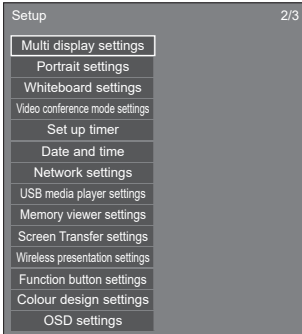 Setup 2/3
Multi display settings
Portrait settings
Whiteboard settings
Video conference mode settings
Set up timer
Date and time
Network settings
USB media player settings
Memory viewer settings
Screen Transfer settings
Wireless presentation settings
Function button settings
Colour design settings
OSD settings